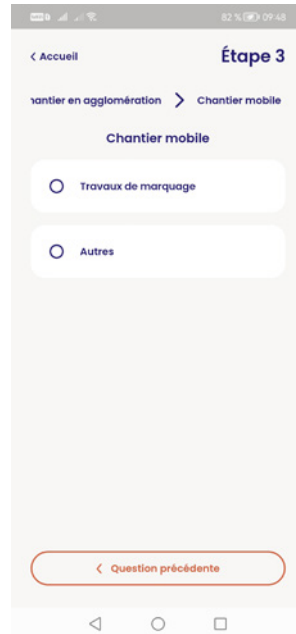 82 % 09:48
Accueil
Étape 3
hantier en agglomération Chantier mobile
Chantier mobile
Travaux de marquage
Autres
Question précédente